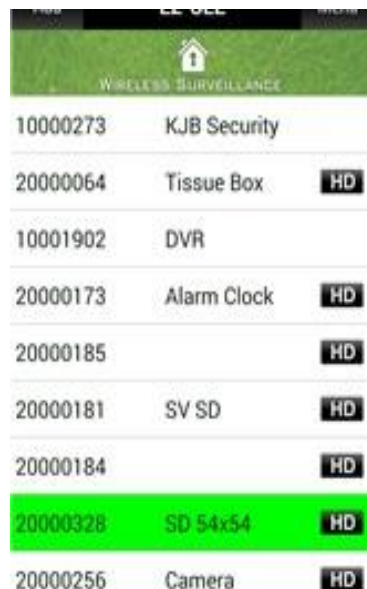 WIRELESS SURVEILLANCE
10000273 KJB Security
20000064 Tissue Box HD
10001902 DVR
20000173 Alarm Clock HD
20000185 HD
20000181 SV SD HD
20000184 HD
20000328 SD 54x54 HD
20000256 Camera HD